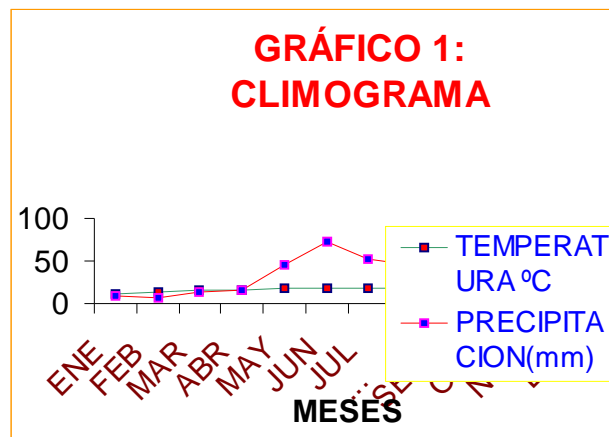 GRÁFICO 1:
CLIMOGRAMA
100
50
0
TEMPERAT
URA ºC
PRECIPITA
CION(mm)
ENE
FEB
MAR
ABR
MAY
JUN
JUL
...
MESES